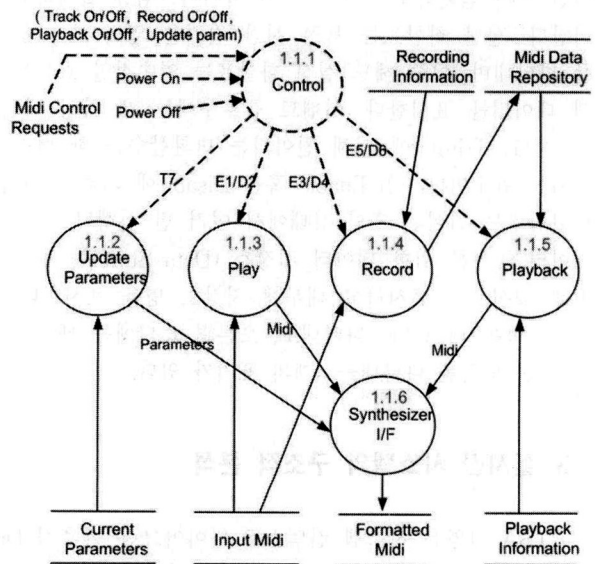 ( Track On/Off, Record On/Off,
Playback On/Off, Update param)
Power On
Power Off
Midi Control
Requests
1.1.1
Control
Recording
Information
Midi Data
Repository
T7
E1/D2
E3/D4
E5/D6
1.1.2
Update
Parameters
1.1.3
Play
1.1.4
Record
1.1.5
Playback
Parameters
Midi
Midi
1.1.6
Synthesizer
I/F
Current
Parameters
Input Midi
Formatted
Midi
Playback
Information